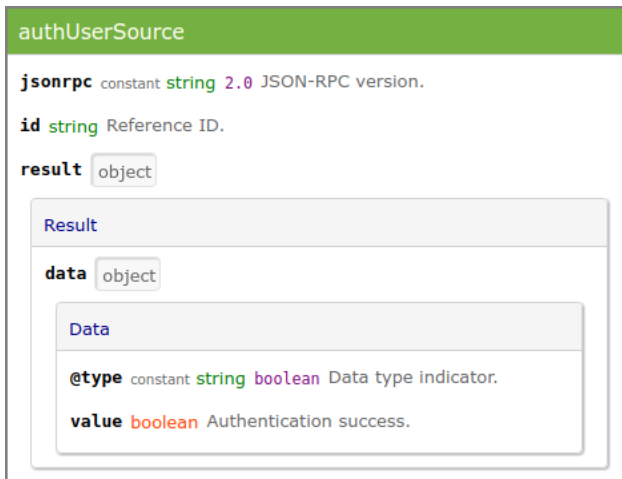 authUserSource
jsonrpc constant string 2.0 JSON-RPC version.
id string Reference ID.
result object
Result
data object
Data
@type constant string boolean Data type indicator.
value boolean Authentication success.